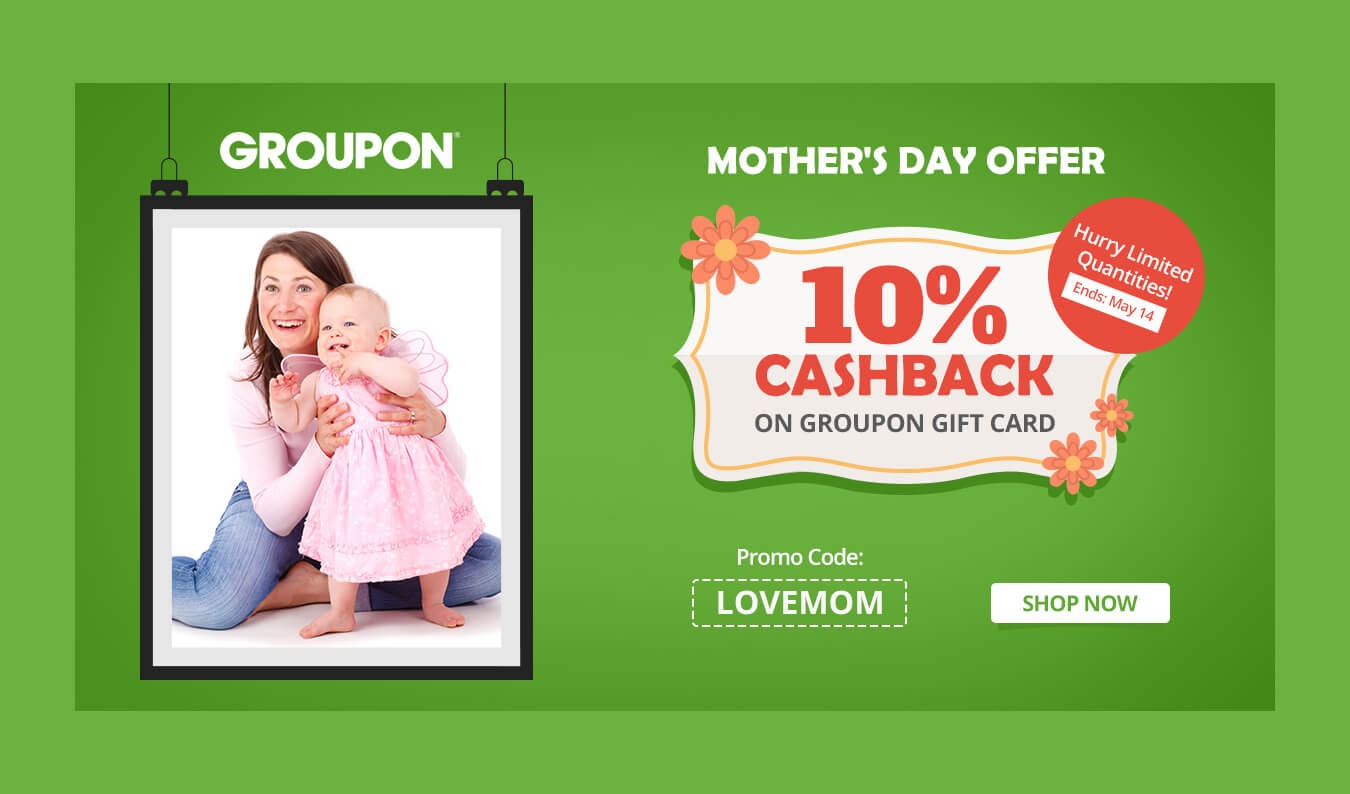 GROUPON®
MOTHER'S DAY OFFER
Hurry Limited
Quantities!
Ends: May 14
10%
CASHBACK
ON GROUPON GIFT CARD
Promo Code:
LOVEMOM
SHOP NOW